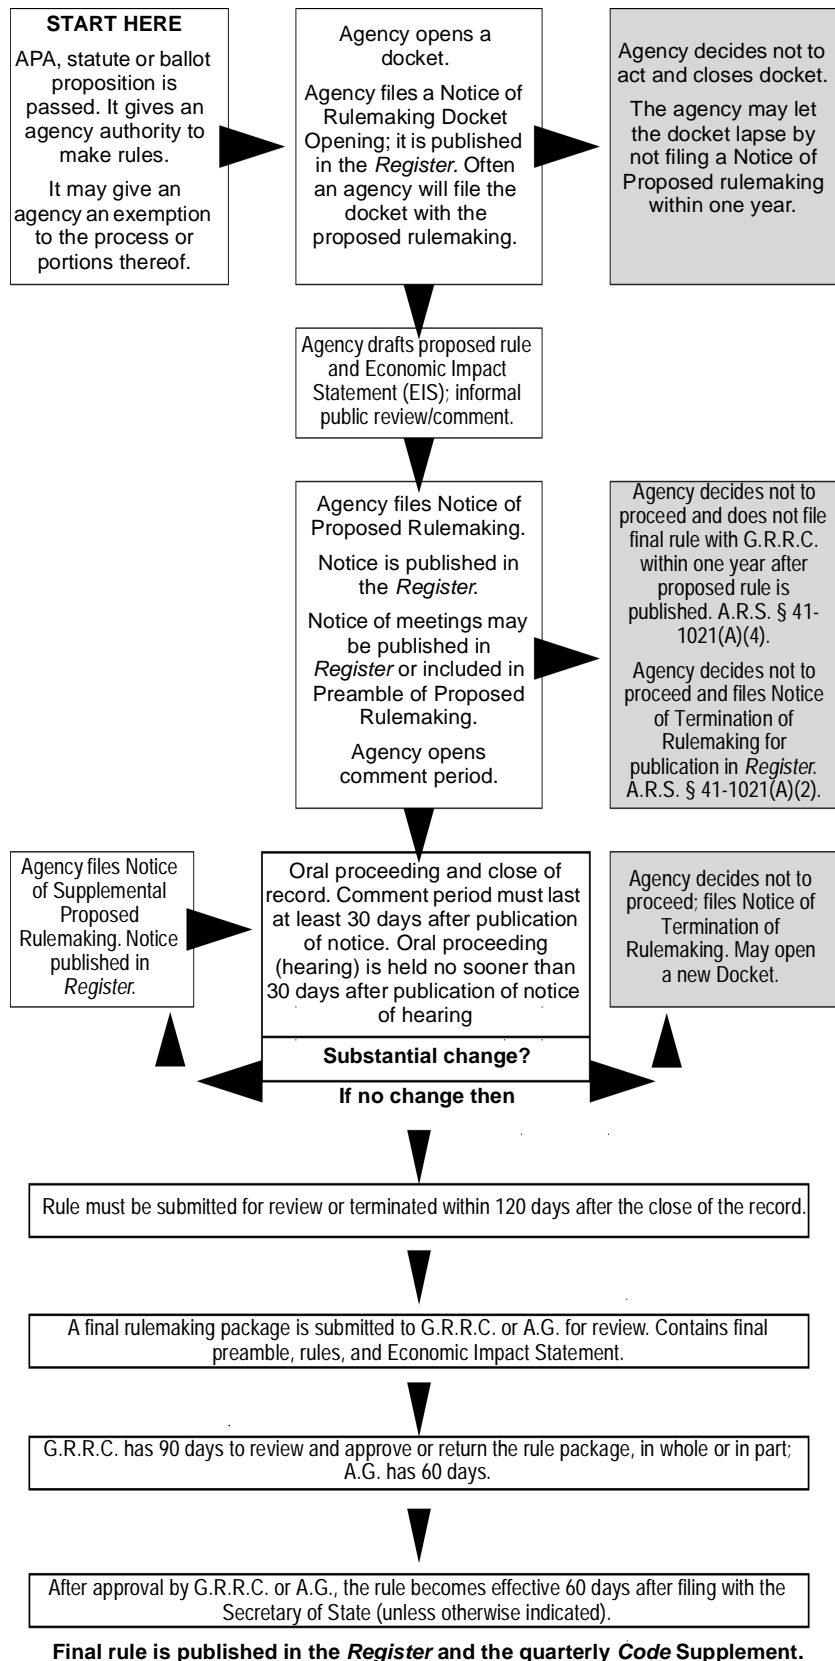 START HERE
APA, statute or ballot
proposition is
passed. It gives an
agency authority to
make rules.
It may give an
agency an exemption
to the process or
portions thereof.
Agency opens a
docket.
Agency files a Notice of
Rulemaking Docket
Opening; it is published
in the Register. Often
an agency will file the
docket with the
proposed rulemaking.
Agency decides not to
act and closes docket.
The agency may let
the docket lapse by
not filing a Notice of
Proposed rulemaking
within one year.
Agency drafts proposed rule
and Economic Impact
Statement (EIS); informal
public review/comment.
Agency files Notice of
Proposed Rulemaking.
Notice is published in
the Register.
Notice of meetings may
be published in
Register or included in
Preamble of Proposed
Rulemaking.
Agency opens
comment period.
Agency decides not to
proceed and does not file
final rule with G.R.R.C.
within one year after
proposed rule is
published. A.R.S. § 41-
1021(A)(4).
Agency decides not to
proceed and files Notice
of Termination of
Rulemaking for
publication in Register.
A.R.S. § 41-1021(A)(2).
Agency files Notice
of Supplemental
Proposed
Rulemaking. Notice
published in
Register.
Oral proceeding and close of
record. Comment period must last
at least 30 days after publication
of notice. Oral proceeding
(hearing) is held no sooner than
30 days after publication of notice
of hearing
Agency decides not to
proceed; files Notice of
Termination of
Rulemaking. May open
a new Docket.
Substantial change?
If no change then
Rule must be submitted for review or terminated within 120 days after the close of the record.
A final rulemaking package is submitted to G.R.R.C. or A.G. for review. Contains final
preamble, rules, and Economic Impact Statement.
G.R.R.C. has 90 days to review and approve or return the rule package, in whole or in part;
A.G. has 60 days.
After approval by G.R.R.C. or A.G., the rule becomes effective 60 days after filing with the
Secretary of State (unless otherwise indicated).
Final rule is published in the Register and the quarterly Code Supplement.